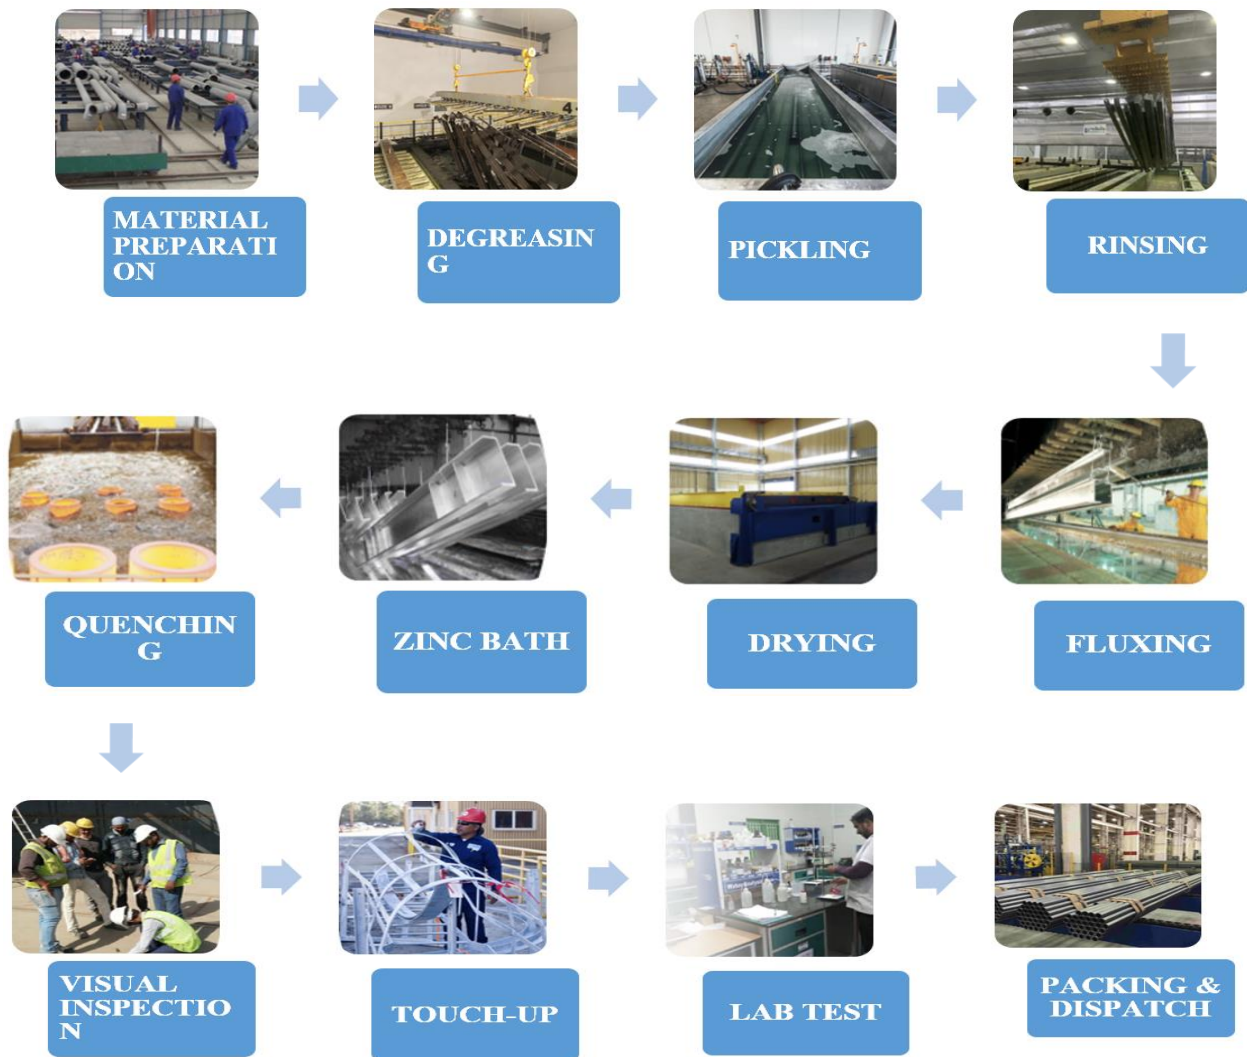 MATERIAL
PREPARATI
ON
DEGREASIN
G
PICKLING
RINSING
QUENCHIN
G
ZINC BATH
DRYING
FLUXING
VISUAL
INSPECTIO
N
TOUCH-UP
LAB TEST
PACKING &
DISPATCH